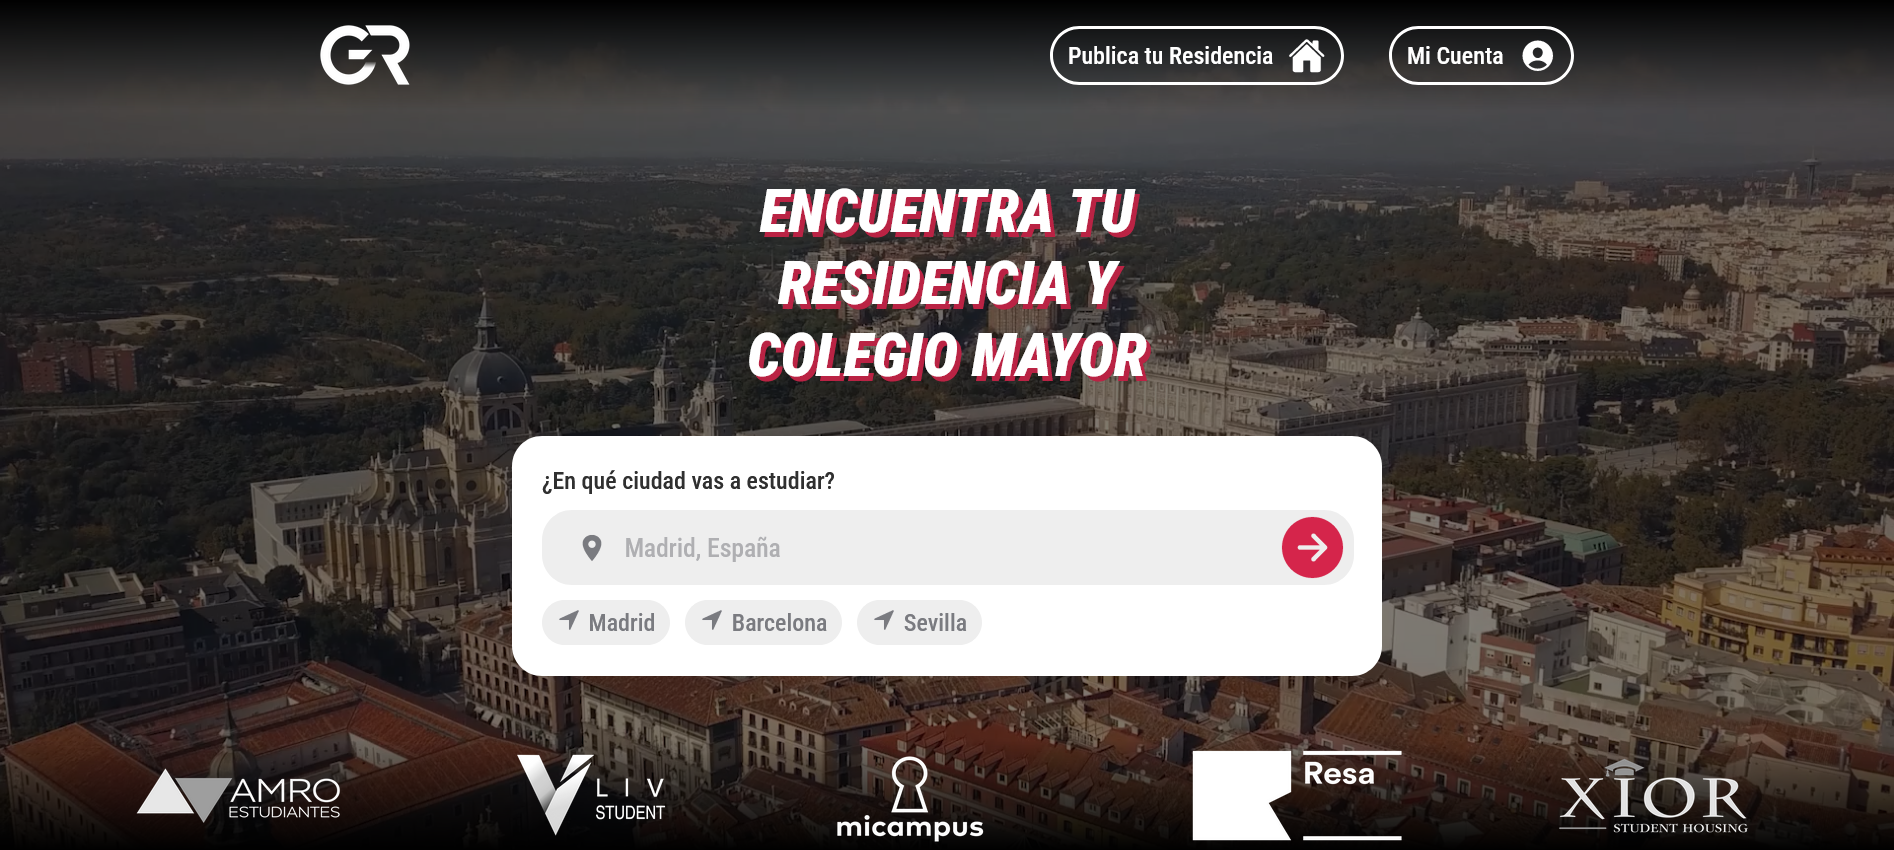 GR
Publica tu Residencia
Mi Cuenta
ENCUENTRA TU
RESIDENCIA Y
COLEGIO MAYOR
¿En qué ciudad vas a estudiar?
Madrid, España
Madrid
Barcelona
Sevilla
AMRO
ESTUDIANTES
LIV
STUDENT
micampus
Resa
XIOR
STUDENT HOUSING